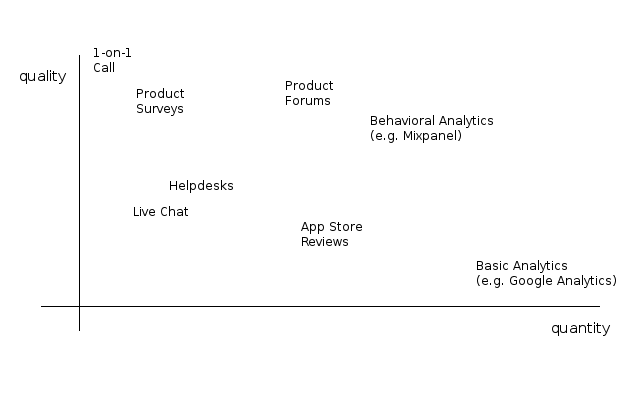 1-on-1
Call
quality
Product
Surveys
Product
Forums
Behavioral Analytics
(e.g. Mixpanel)
Helpdesks
Live Chat
App Store
Reviews
Basic Analytics
(e.g. Google Analytics)
quantity